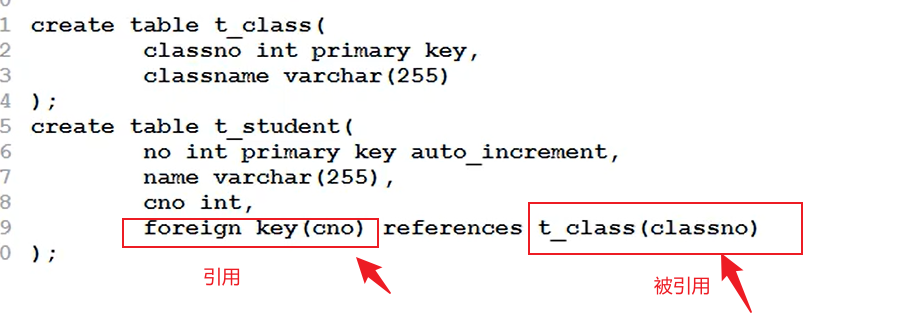 0
1 create table t_class(
2 classno int primary key,
3 classname varchar(255)
4 );
5 create table t_student(
6 no int primary key auto_increment,
7 name varchar(255),
8 cno int,
9 foreign key(cno) references t_class(classno)
0 );
引用
被引用